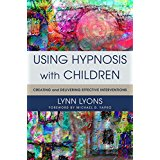 USING HYPNOSIS
with CHILDREN
CREATING and DELIVERING EFFECTIVE INTERVENTIONS
LYNN LYONS
FOREWORD BY MICHAEL D. YAPKO